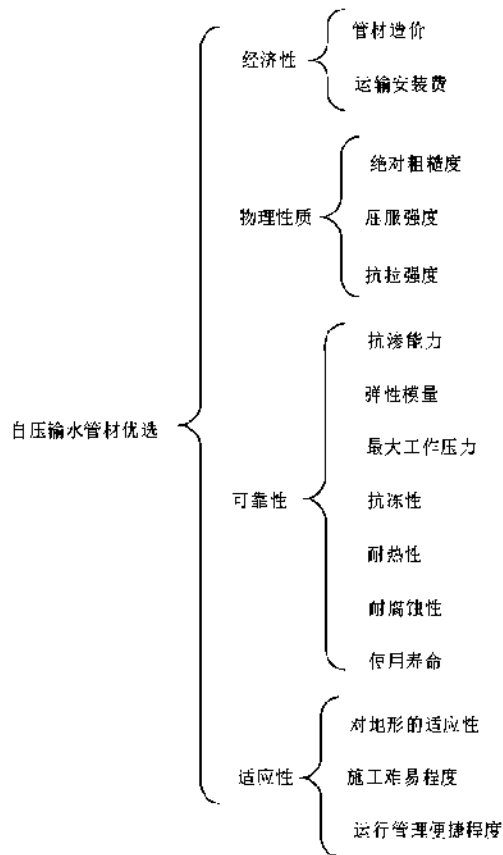 自压输水管材优选
经济性
管材造价
运输安装费
物理性质
绝对粗糙度
屈服强度
抗拉强度
可靠性
抗渗能力
弹性模量
最大工作压力
抗冻性
耐热性
耐腐蚀性
使用寿命
适应性
对地形的适应性
施工难易程度
运行管理便捷程度